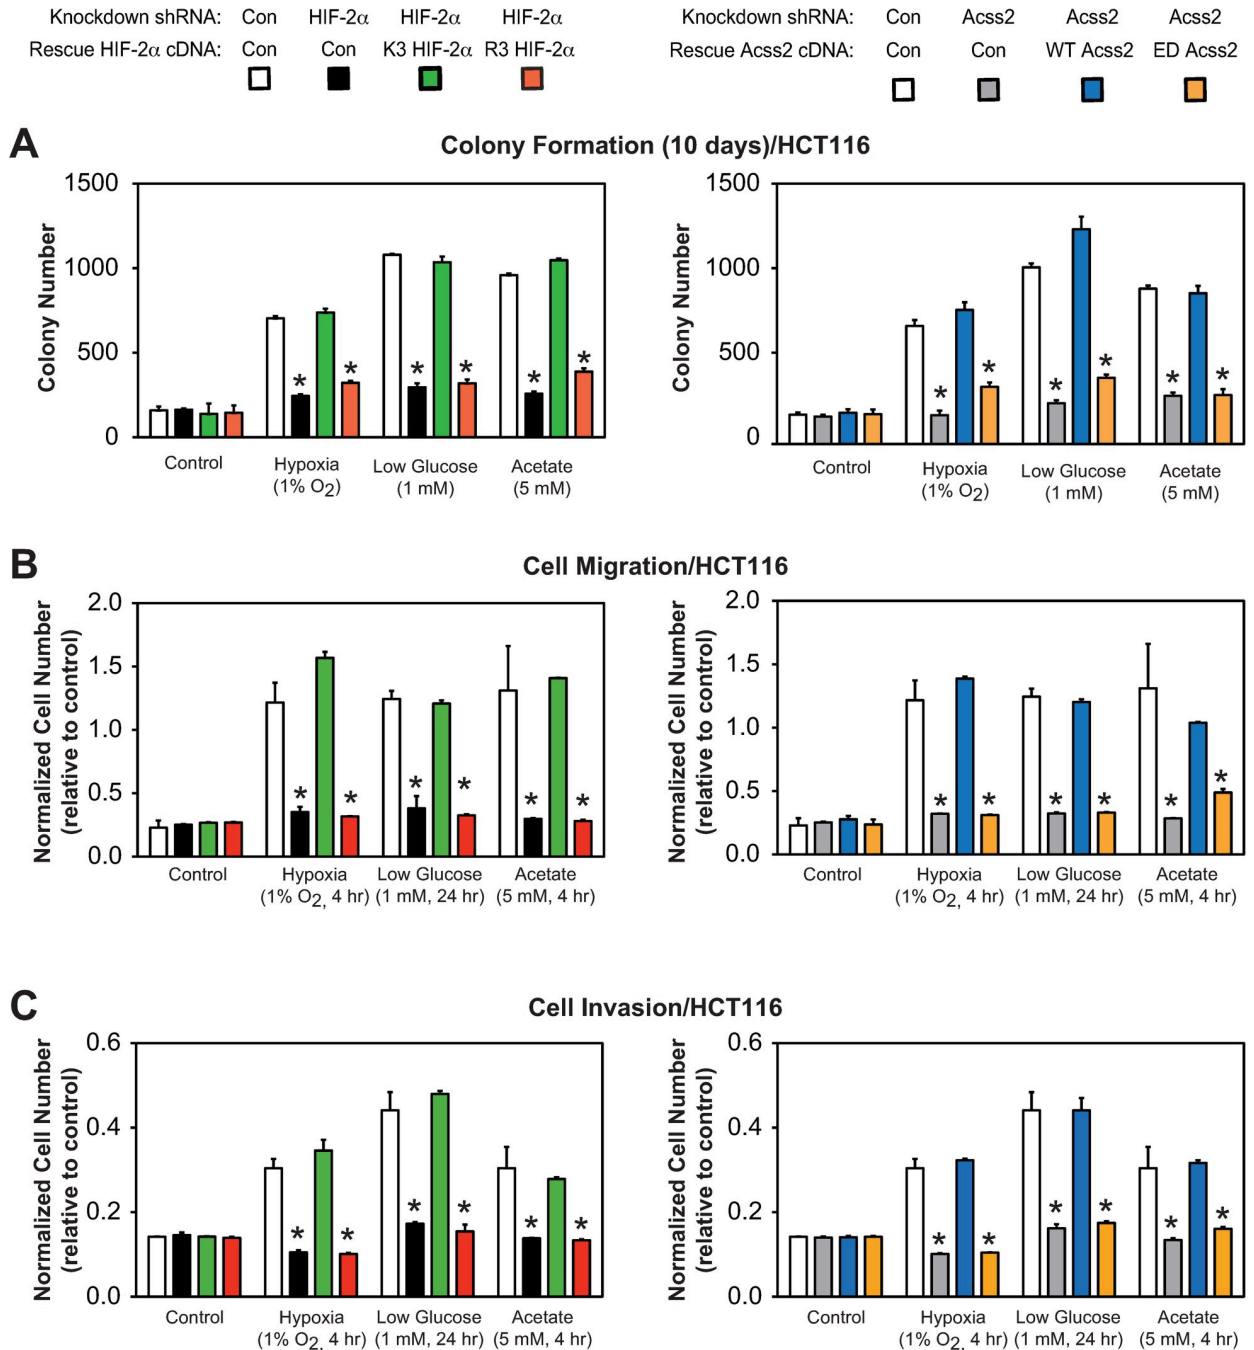 Knockdown shRNA: Con HIF-2α HIF-2α HIF-2α
Rescue HIF-2α cDNA: Con Con K3 HIF-2α R3 HIF-2α
Knockdown shRNA: Con Acss2 Acss2 Acss2
Rescue Acss2 cDNA: Con Con WT Acss2 ED Acss2
A
Colony Formation (10 days)/HCT116
Colony Number
1500
1000
500
0
* * * * * *
Control Hypoxia Low Glucose Acetate
(1% O2) (1 mM) (5 mM)
Colony Number
1500
1000
500
0
* * * * * *
Control Hypoxia Low Glucose Acetate
(1% O2) (1 mM) (5 mM)
B
Cell Migration/HCT116
Normalized Cell Number
(relative to control)
2.0
1.5
1.0
0.5
0.0
* * * * * *
Control Hypoxia Low Glucose Acetate
(1% O2, 4 hr) (1 mM, 24 hr) (5 mM, 4 hr)
Normalized Cell Number
(relative to control)
2.0
1.5
1.0
0.5
0.0
* * * * * *
Control Hypoxia Low Glucose Acetate
(1% O2, 4 hr) (1 mM, 24 hr) (5 mM, 4 hr)
C
Cell Invasion/HCT116
Normalized Cell Number
(relative to control)
0.6
0.4
0.2
0.0
* * * * * *
Control Hypoxia Low Glucose Acetate
(1% O2, 4 hr) (1 mM, 24 hr) (5 mM, 4 hr)
Normalized Cell Number
(relative to control)
0.6
0.4
0.2
0.0
* * * * * *
Control Hypoxia Low Glucose Acetate
(1% O2, 4 hr) (1 mM, 24 hr) (5 mM, 4 hr)